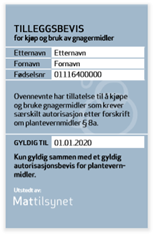 TILLEGGSBEVIS
for kjøp og bruk av gnagermidler
Etternavn Etternavn
Fornavn Fornavn
Fødselsnr 01116400000
Ovennevnte har tillatelse til å kjøpe
og bruke gnagermidler som krever
særskilt autorisasjon etter forskrift
om plantevernmidler § 8a.
GYLDIG TIL 01.01.2020
Kun gyldig sammen med et gyldig
autorisasjonsbevis for plantevern-
midler.
Utstedt av:
Mattilsynet